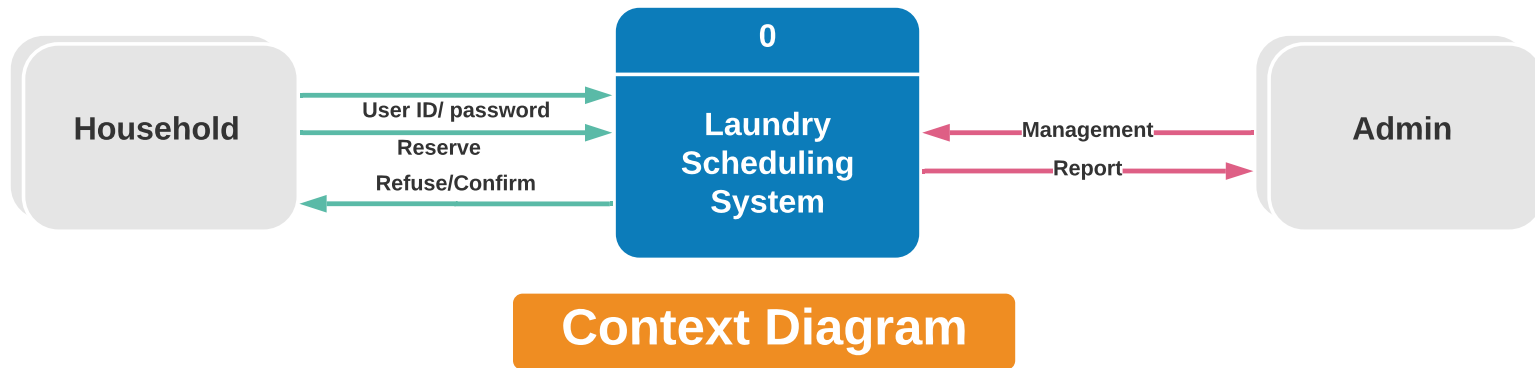 0
Household
User ID/ password
Reserve
Refuse/Confirm
Laundry
Scheduling
System
Management
Report
Admin
Context Diagram